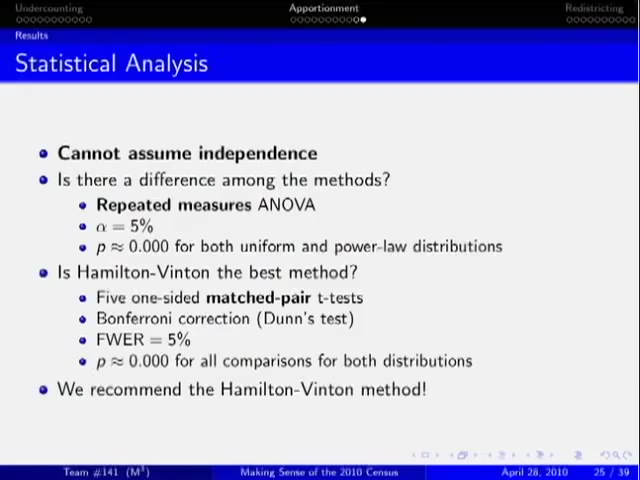 Undercounting Apportionment Redistricting
Results
Statistical Analysis
Cannot assume independence
Is there a difference among the methods?
Repeated measures ANOVA
α = 5%
p ≈ 0.000 for both uniform and power-law distributions
Is Hamilton-Vinton the best method?
Five one-sided matched-pair t-tests
Bonferroni correction (Dunn's test)
FWER = 5%
p ≈ 0.000 for all comparisons for both distributions
We recommend the Hamilton-Vinton method!
Team #141 (M³) Making Sense of the 2010 Census April 28, 2010 25 / 39